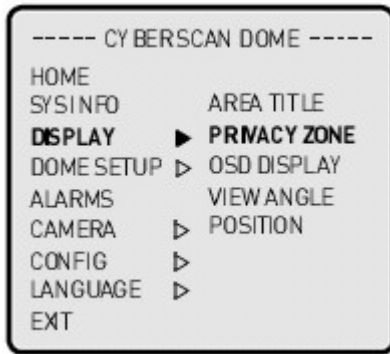 ----- CYBERSCAN DOME -----
HOME
SYSINFO AREA TITLE
DISPLAY ▶ PRIVACY ZONE
DOME SETUP ▷ OSD DISPLAY
ALARMS VIEW ANGLE
CAMERA ▷ POSITION
CONFIG ▷
LANGUAGE ▷
EXIT